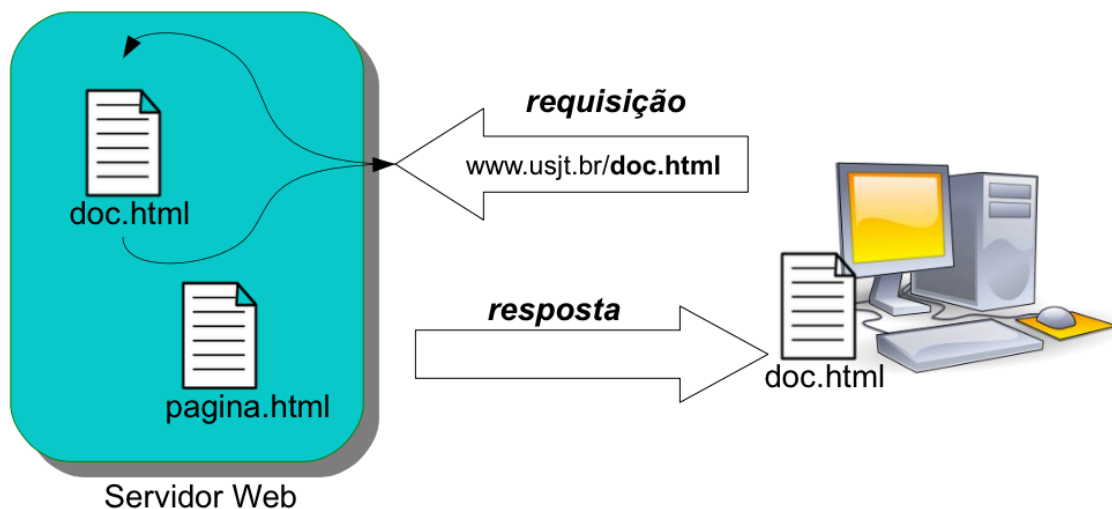 doc.html
pagina.html
Servidor Web
requisição
www.usjt.br/doc.html
resposta
doc.html